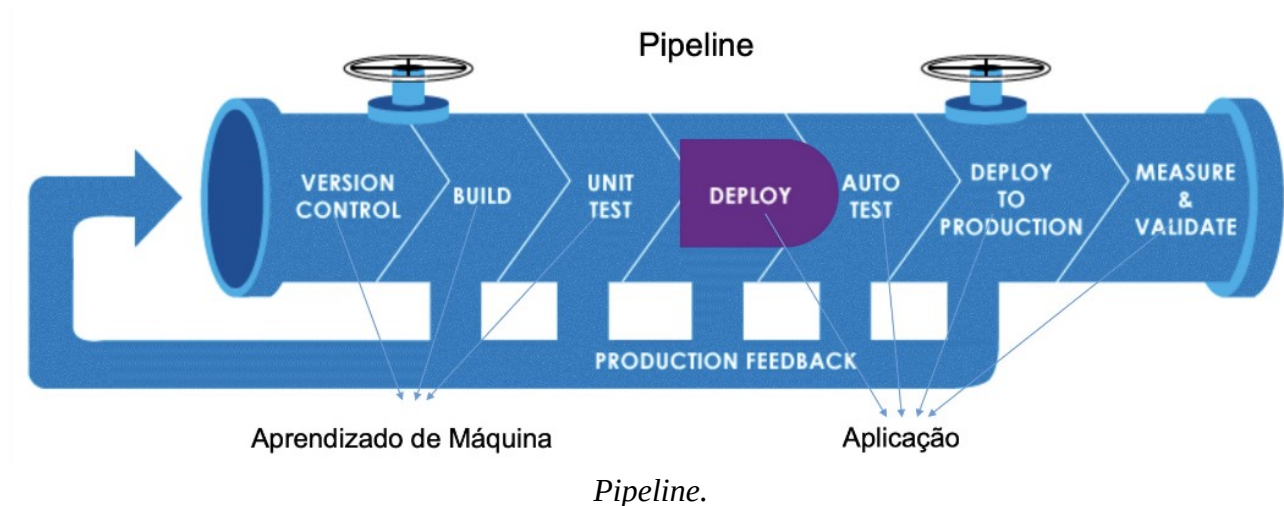 Pipeline
VERSION
CONTROL
BUILD
UNIT
TEST
DEPLOY
AUTO
TEST
DEPLOY
TO
PRODUCTION
MEASURE
&
VALIDATE
PRODUCTION FEEDBACK
Aprendizado de Máquina
Aplicação
Pipeline.